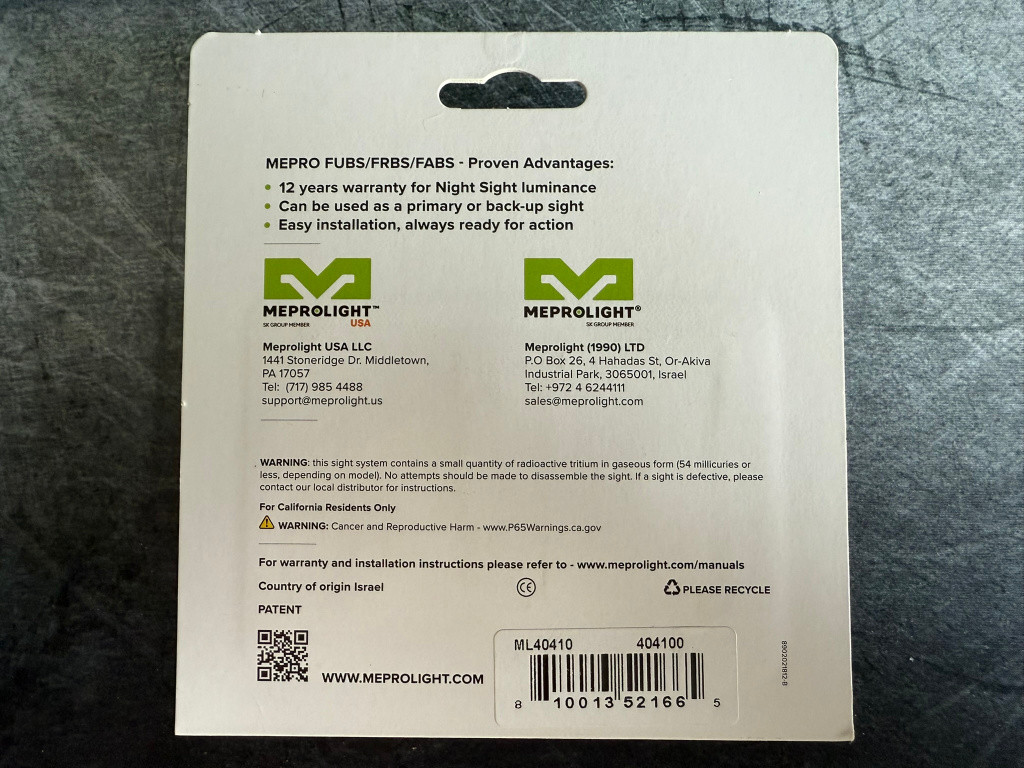 MEPRO FUBS/FRBS/FABS - Proven Advantages:
• 12 years warranty for Night Sight luminance
• Can be used as a primary or back-up sight
• Easy installation, always ready for action
MEPROLIGHT™
SK GROUP MEMBER USA
Meprolight USA LLC
1441 Stoneridge Dr. Middletown,
PA 17057
Tel: (717) 985 4488
support@meprolight.us
MEPROLIGHT®
SK GROUP MEMBER
Meprolight (1990) LTD
P.O Box 26, 4 Hahadas St, Or-Akiva
Industrial Park, 3065001, Israel
Tel: +972 4 6244111
sales@meprolight.com
WARNING: this sight system contains a small quantity of radioactive tritium in gaseous form (54 millicuries or
less, depending on model). No attempts should be made to disassemble the sight. If a sight is defective, please
contact our local distributor for instructions.
For California Residents Only
WARNING: Cancer and Reproductive Harm - www.P65Warnings.ca.gov
For warranty and installation instructions please refer to - www.meprolight.com/manuals
Country of origin Israel CE PLEASE RECYCLE
PATENT
WWW.MEPROLIGHT.COM
ML40410 404100
8 10013 52166 5
8902021812-B